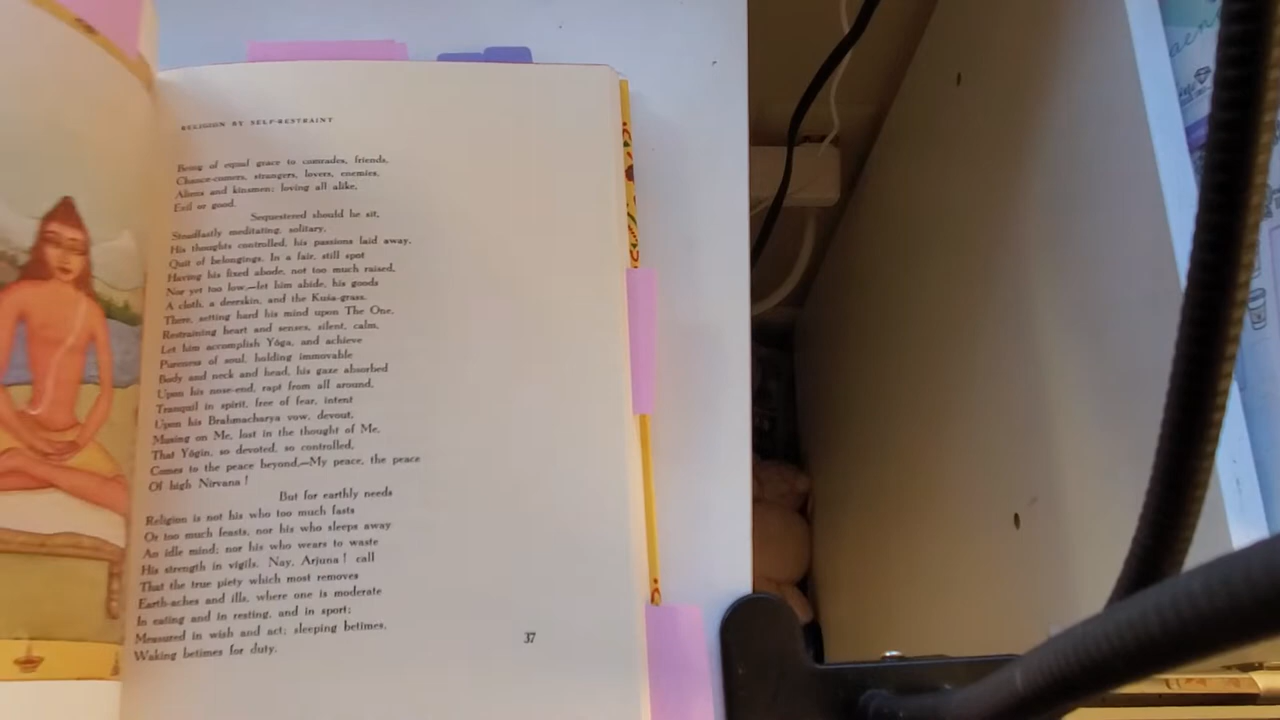 RELIGION BY SELF-RESTRAINT
Being of equal grace to comrades, friends,
Chance-comers, strangers, lovers, enemies,
Aliens and kinsmen; loving all alike,
Evil or good.
Sequestered should he sit,
Steadfastly meditating, solitary,
His thoughts controlled, his passions laid away,
Quit of belongings. In a fair, still spot
Having his fixed abode, not too much raised,
Nor yet too low,—let him abide, his goods
A cloth, a deerskin, and the Kuśa-grass.
There, setting hard his mind upon The One,
Restraining heart and senses, silent, calm,
Let him accomplish Yôga, and achieve
Pureness of soul, holding immovable
Body and neck and head, his gaze absorbed
Upon his nose-end, rapt from all around,
Tranquil in spirit, free of fear, intent
Upon his Brahmacharya vow, devout,
Musing on Me, lost in the thought of Me.
That Yôgin, so devoted, so controlled,
Comes to the peace beyond,—My peace, the peace
Of high Nirvana!
But for earthly needs
Religion is not his who too much fasts
Or too much feasts, nor his who sleeps away
An idle mind; nor his who wears to waste
His strength in vigils. Nay, Arjuna! call
That the true piety which most removes
Earth-aches and ills, where one is moderate
In eating and in resting, and in sport;
Measured in wish and act; sleeping betimes,
Waking betimes for duty.
37